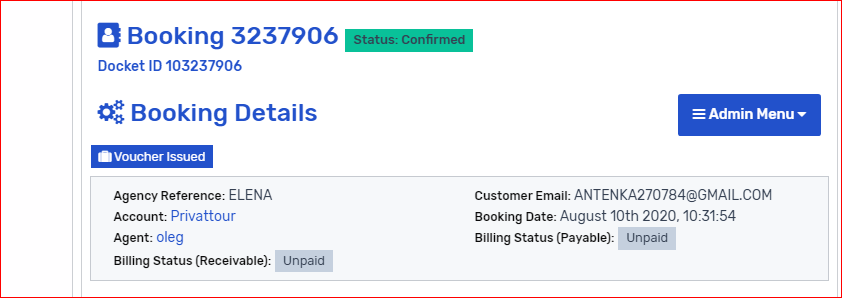 Booking 3237906 Status: Confirmed
Docket ID 103237906
Booking Details
Admin Menu
Voucher Issued
Agency Reference: ELENA
Account: Privattour
Agent: oleg
Billing Status (Receivable): Unpaid
Customer Email: ANTENKA270784@GMAIL.COM
Booking Date: August 10th 2020, 10:31:54
Billing Status (Payable): Unpaid